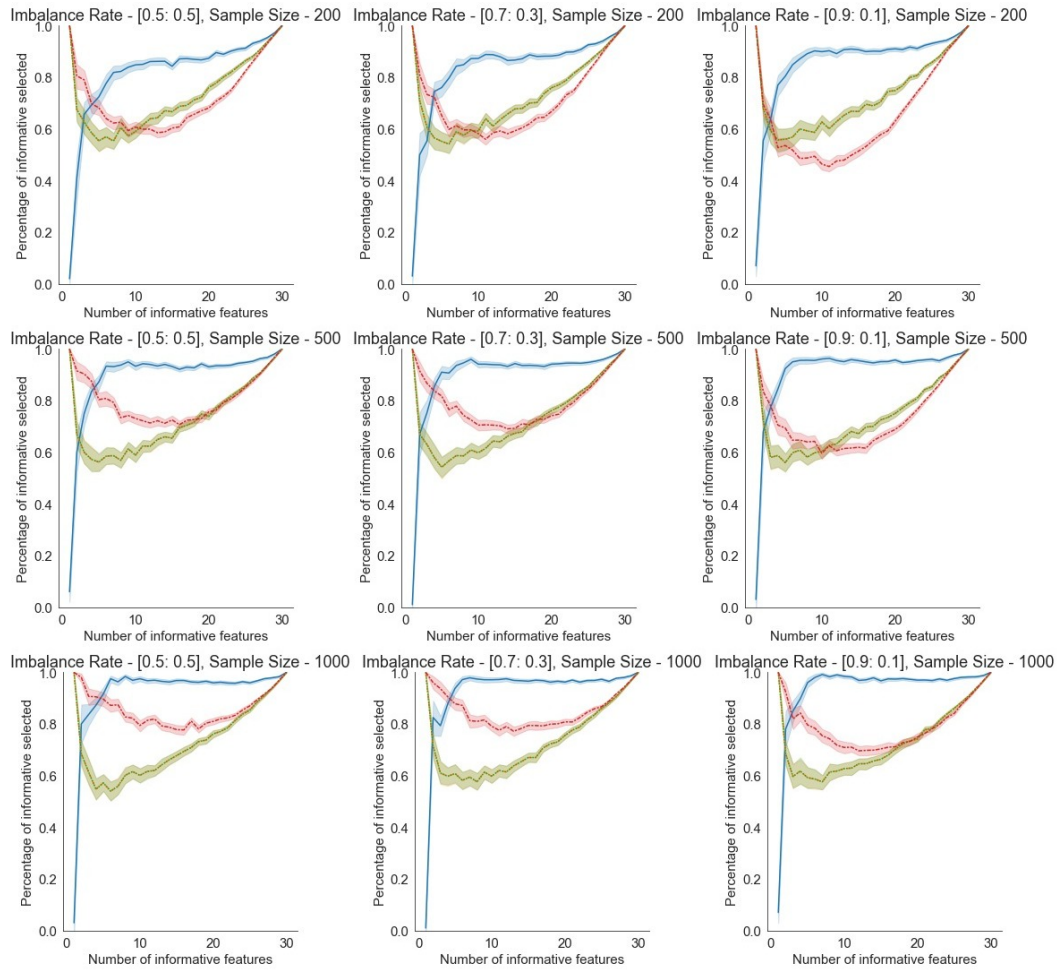 Imbalance Rate - [0.5: 0.5], Sample Size - 200
Imbalance Rate - [0.7: 0.3], Sample Size - 200
Imbalance Rate - [0.9: 0.1], Sample Size - 200
Percentage of informative selected
1.0
0.8
0.6
0.4
0.2
0.0
0 10 20 30
Number of informative features
Percentage of informative selected
1.0
0.8
0.6
0.4
0.2
0.0
0 10 20 30
Number of informative features
Percentage of informative selected
1.0
0.8
0.6
0.4
0.2
0.0
0 10 20 30
Number of informative features
Imbalance Rate - [0.5: 0.5], Sample Size - 500
Imbalance Rate - [0.7: 0.3], Sample Size - 500
Imbalance Rate - [0.9: 0.1], Sample Size - 500
Percentage of informative selected
1.0
0.8
0.6
0.4
0.2
0.0
0 10 20 30
Number of informative features
Percentage of informative selected
1.0
0.8
0.6
0.4
0.2
0.0
0 10 20 30
Number of informative features
Percentage of informative selected
1.0
0.8
0.6
0.4
0.2
0.0
0 10 20 30
Number of informative features
Imbalance Rate - [0.5: 0.5], Sample Size - 1000
Imbalance Rate - [0.7: 0.3], Sample Size - 1000
Imbalance Rate - [0.9: 0.1], Sample Size - 1000
Percentage of informative selected
1.0
0.8
0.6
0.4
0.2
0.0
0 10 20 30
Number of informative features
Percentage of informative selected
1.0
0.8
0.6
0.4
0.2
0.0
0 10 20 30
Number of informative features
Percentage of informative selected
1.0
0.8
0.6
0.4
0.2
0.0
0 10 20 30
Number of informative features